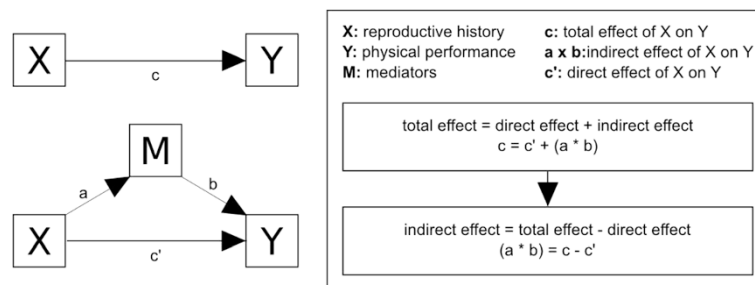 X
Y
c
M
a
b
X
Y
c'
X: reproductive history
Y: physical performance
M: mediators
c: total effect of X on Y
a x b:indirect effect of X on Y
c': direct effect of X on Y
total effect = direct effect + indirect effect
c = c' + (a * b)
indirect effect = total effect - direct effect
(a * b) = c - c'